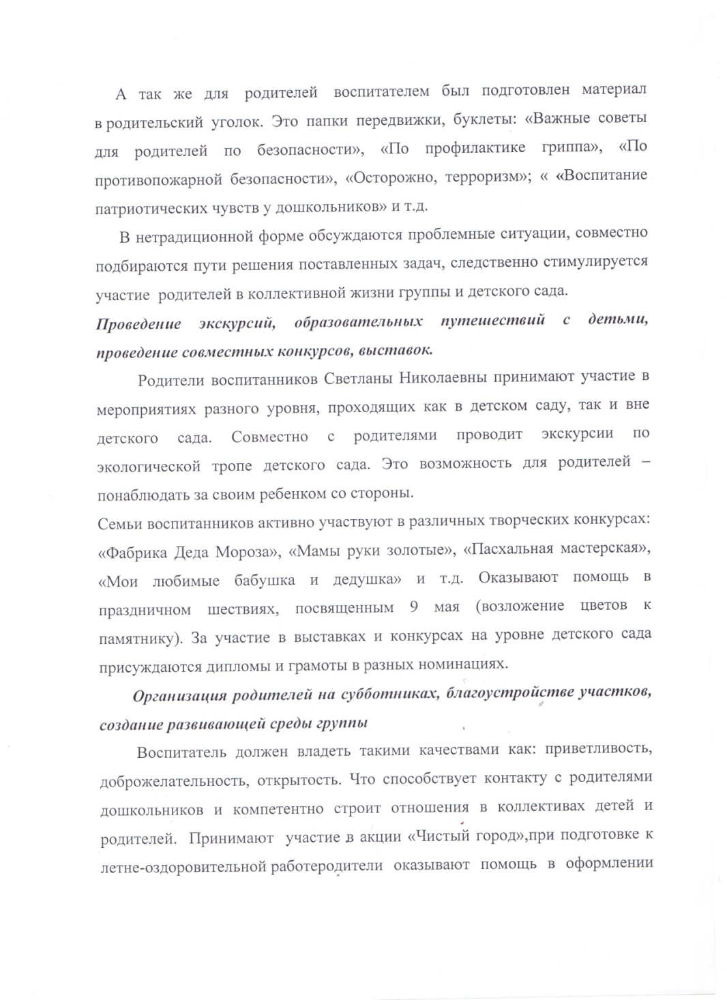 А так же для родителей воспитателем был подготовлен материал
в родительский уголок. Это папки передвижки, буклеты: «Важные советы
для родителей по безопасности», «По профилактике гриппа», «По
противопожарной безопасности», «Осторожно, терроризм»; « «Воспитание
патриотических чувств у дошкольников» и т.д.
В нетрадиционной форме обсуждаются проблемные ситуации, совместно
подбираются пути решения поставленных задач, следственно стимулируется
участие родителей в коллективной жизни группы и детского сада.
Проведение экскурсий, образовательных путешествий с детьми,
проведение совместных конкурсов, выставок.
Родители воспитанников Светланы Николаевны принимают участие в
мероприятиях разного уровня, проходящих как в детском саду, так и вне
детского сада. Совместно с родителями проводит экскурсии по
экологической тропе детского сада. Это возможность для родителей –
понаблюдать за своим ребенком со стороны.
Семьи воспитанников активно участвуют в различных творческих конкурсах:
«Фабрика Деда Мороза», «Мамы руки золотые», «Пасхальная мастерская»,
«Мои любимые бабушка и дедушка» и т.д. Оказывают помощь в
праздничном шествиях, посвященным 9 мая (возложение цветов к
памятнику). За участие в выставках и конкурсах на уровне детского сада
присуждаются дипломы и грамоты в разных номинациях.
Организация родителей на субботниках, благоустройстве участков,
создание развивающей среды группы
Воспитатель должен владеть такими качествами как: приветливость,
доброжелательность, открытость. Что способствует контакту с родителями
дошкольников и компетентно строит отношения в коллективах детей и
родителей. Принимают участие в акции «Чистый город»,при подготовке к
летне-оздоровительной работеродители оказывают помощь в оформлении